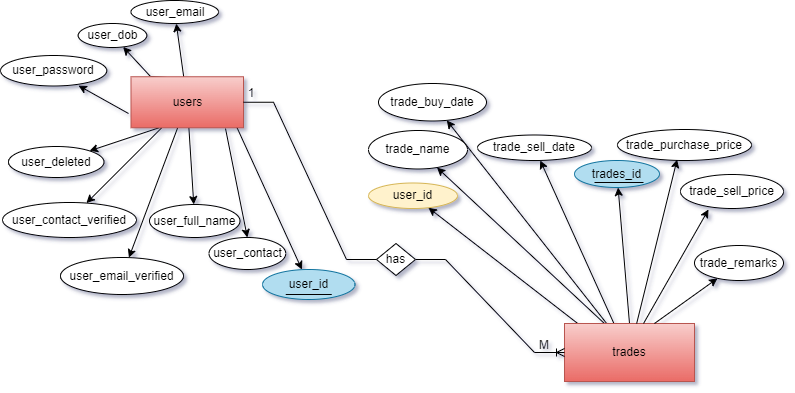 user_email
user_dob
user_password
users
1
user_deleted
user_contact_verified
user_full_name
user_contact
user_email_verified
user_id
has
trade_buy_date
trade_name
user_id
trade_sell_date
trades_id
trade_purchase_price
trade_sell_price
trade_remarks
M
trades